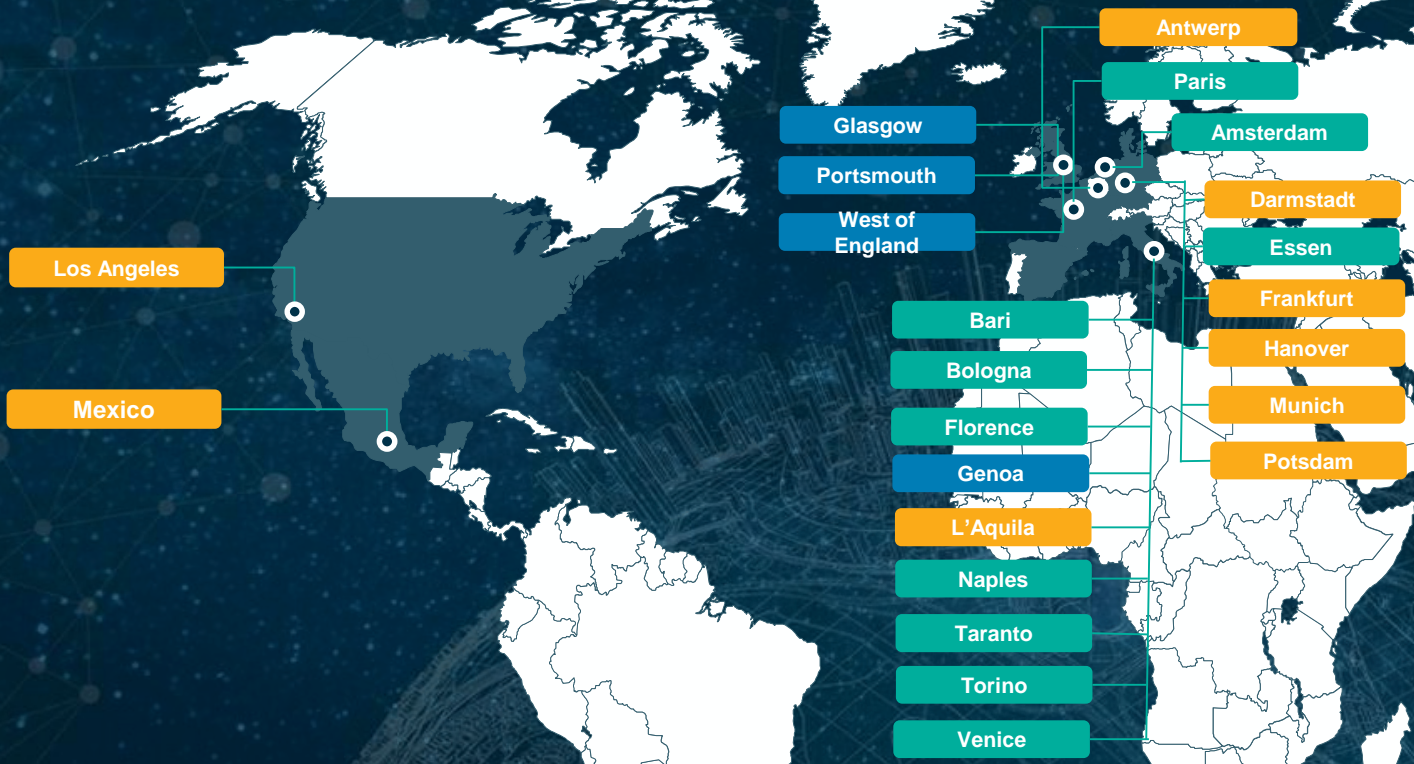 Antwerp
Paris
Glasgow
Amsterdam
Portsmouth
Darmstadt
West of
England
Essen
Los Angeles
Frankfurt
Bari
Hanover
Bologna
Mexico
Munich
Florence
Potsdam
Genoa
L’Aquila
Naples
Taranto
Torino
Venice